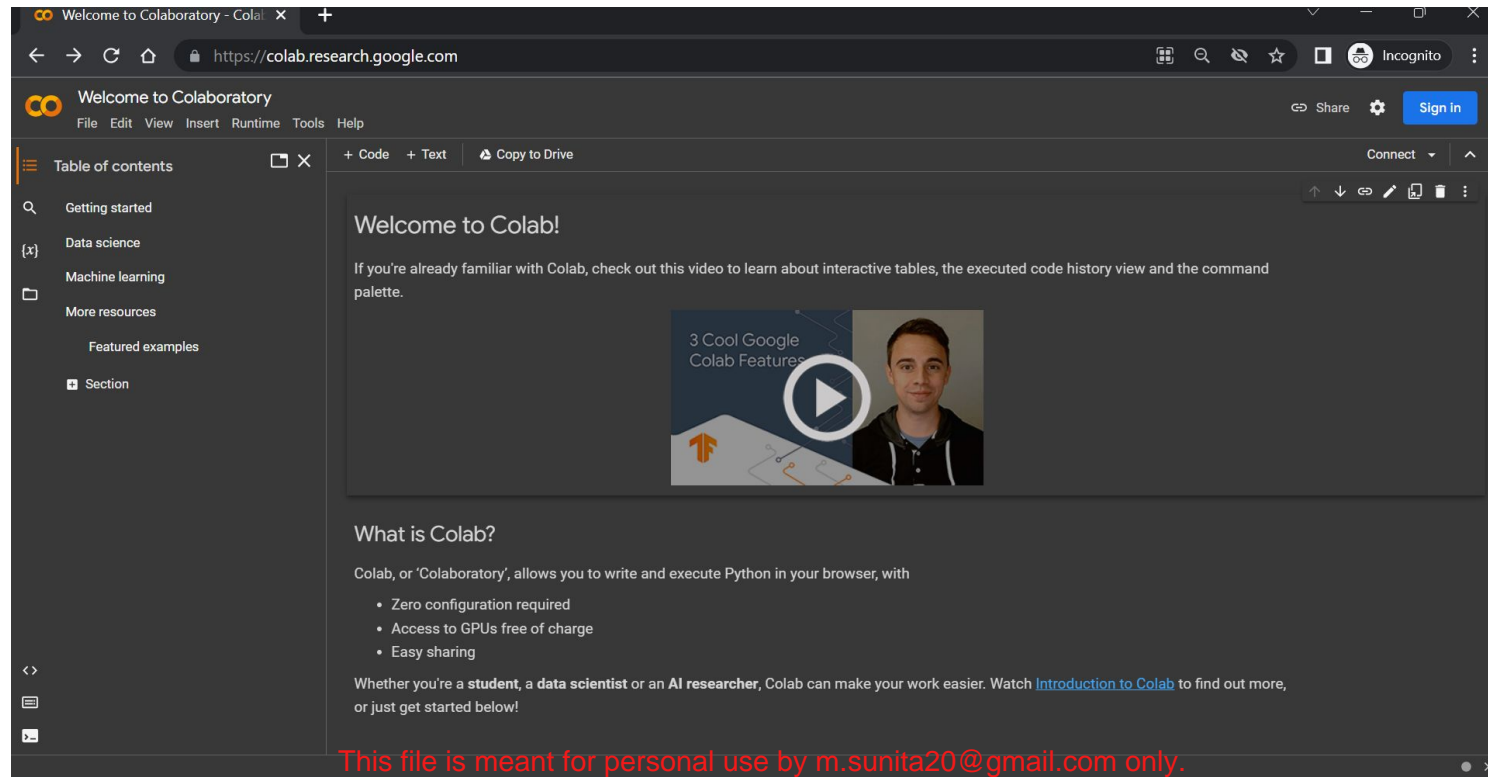 Welcome to Colaboratory - Colab
https://colab.research.google.com
Incognito
Welcome to Colaboratory
File Edit View Insert Runtime Tools Help
Share
Sign in
Table of contents
+ Code + Text Copy to Drive
Connect
Getting started
{x}
Data science
Machine learning
More resources
Featured examples
Section
Welcome to Colab!
If you're already familiar with Colab, check out this video to learn about interactive tables, the executed code history view and the command
palette.
3 Cool Google
Colab Features
What is Colab?
Colab, or ‘Colaboratory’, allows you to write and execute Python in your browser, with
• Zero configuration required
• Access to GPUs free of charge
• Easy sharing
Whether you're a student, a data scientist or an AI researcher, Colab can make your work easier. Watch Introduction to Colab to find out more,
or just get started below!
This file is meant for personal use by m.sunita20@gmail.com only.